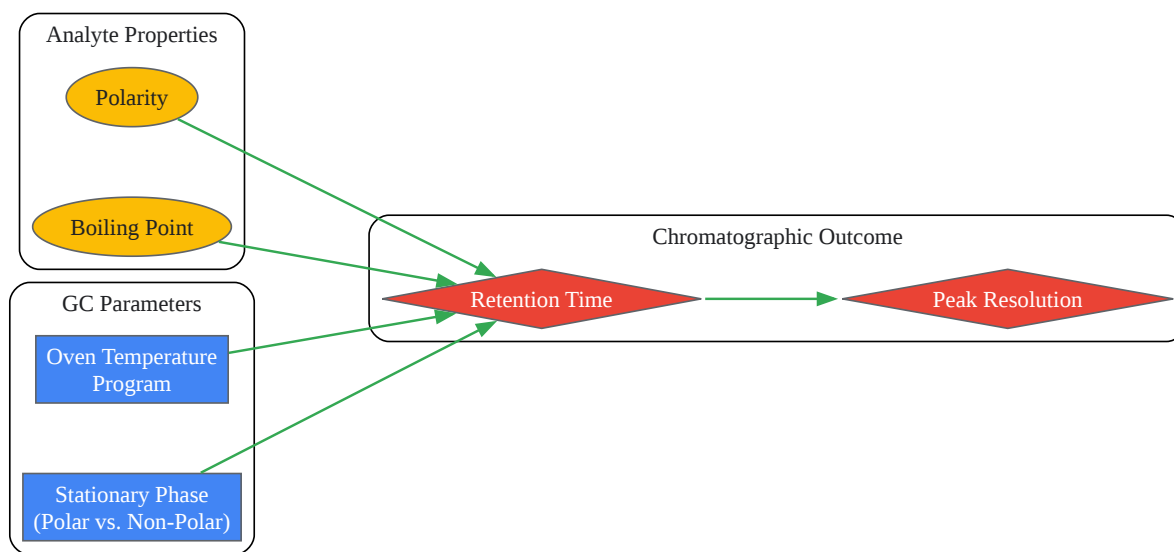 Analyte Properties
Polarity
Boiling Point
GC Parameters
Oven Temperature
Program
Stationary Phase
(Polar vs. Non-Polar)
Chromatographic Outcome
Retention Time
Peak Resolution